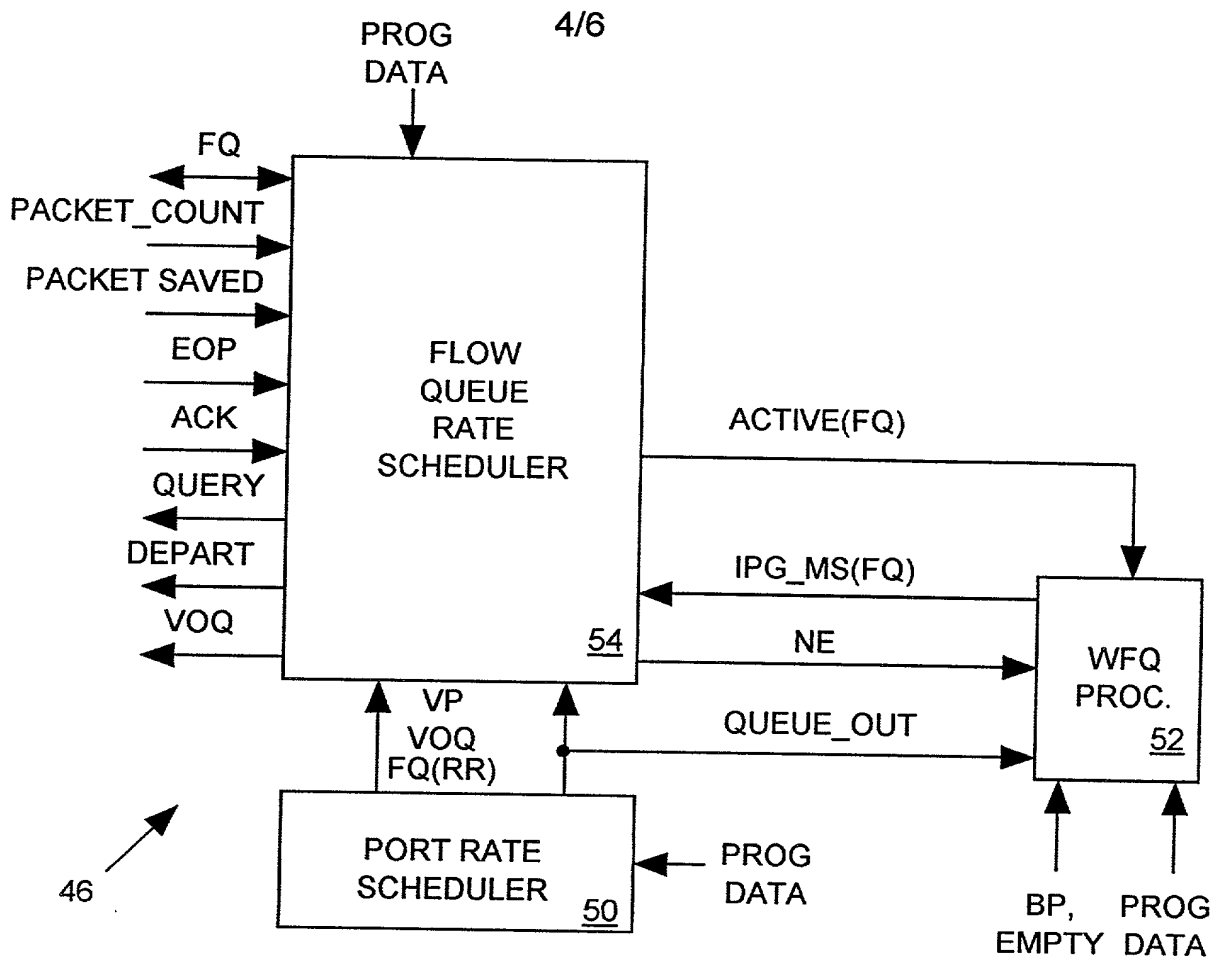 4/6
PROG
DATA
FQ
PACKET_COUNT
PACKET SAVED
EOP
ACK
QUERY
DEPART
VOQ
FLOW
QUEUE
RATE
SCHEDULER
54
ACTIVE(FQ)
IPG_MS(FQ)
NE
QUEUE_OUT
WFQ
PROC.
52
VP
VOQ
FQ(RR)
PORT RATE
SCHEDULER
50
PROG
DATA
BP,
EMPTY
PROG
DATA
46